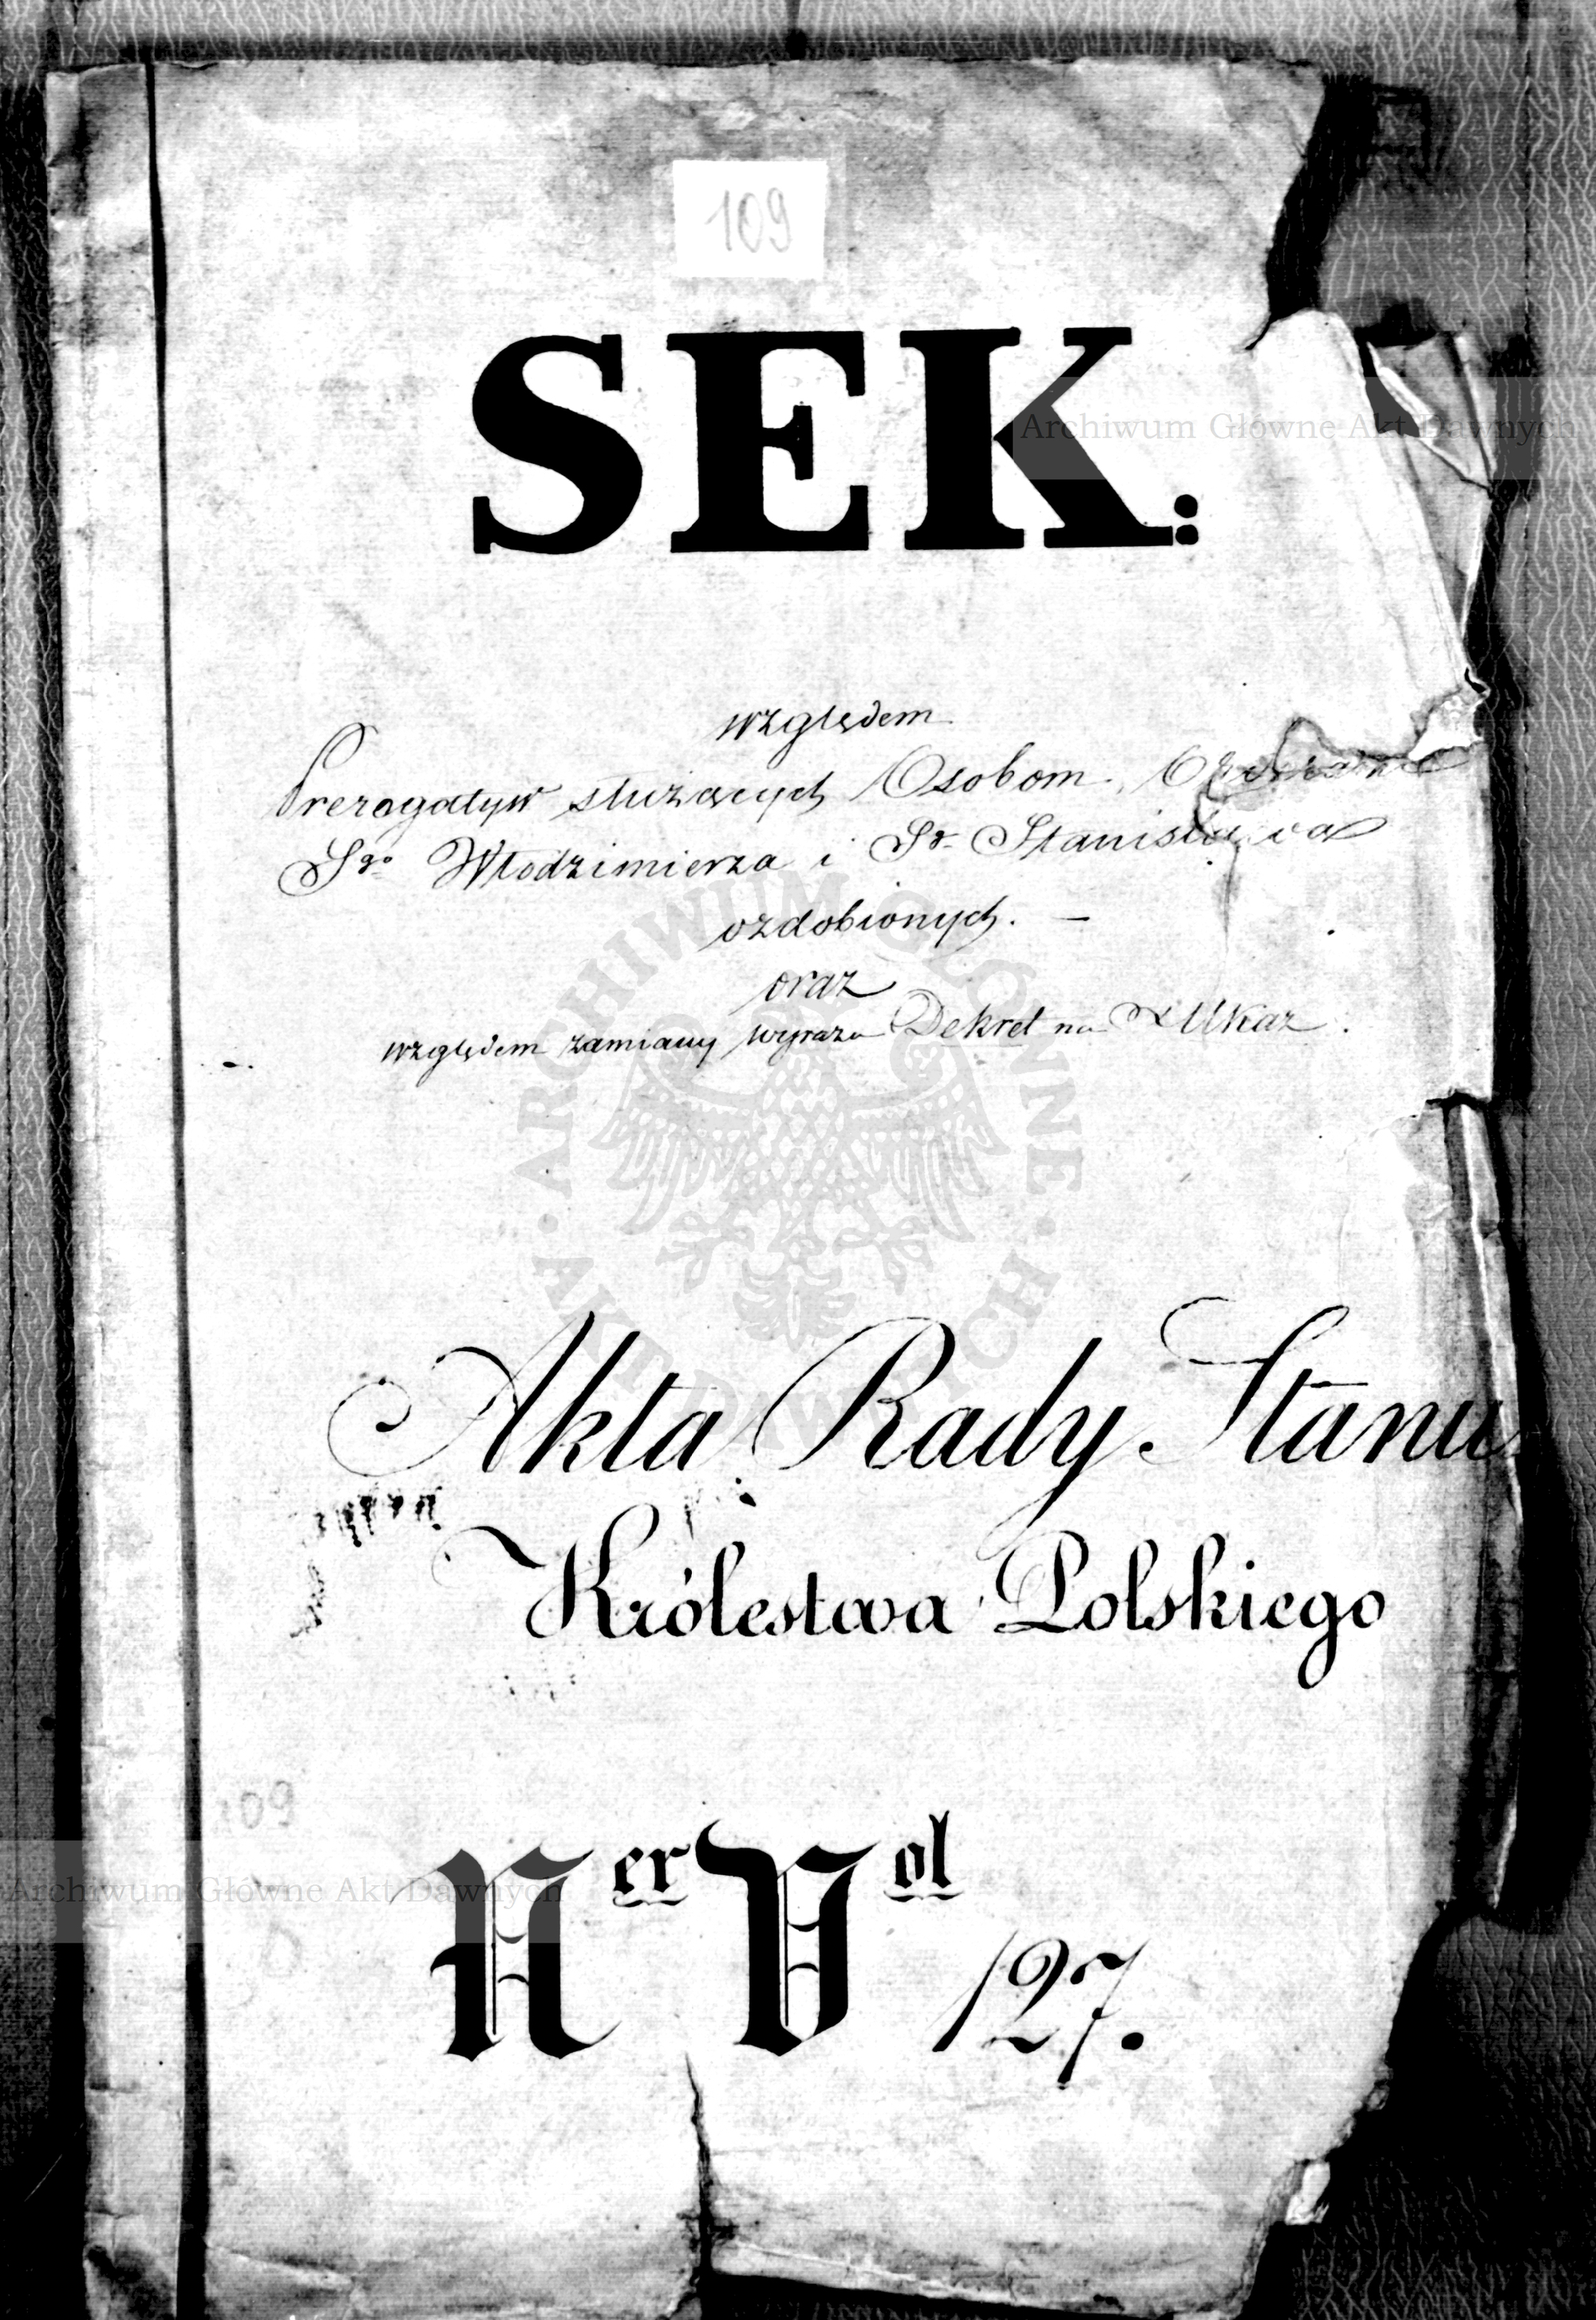 109
SEK:
względem
Prerogatyw służących Osobom Orderami
Sgo Włodzimierza i Sgo Stanisława
ozdobionych. —
oraz
względem zamiany wyrazu Dekret na Ukaz.
Akta Rady Stanu
Królestwa Polskiego
109
Ner Vol 127.
Archiwum Główne Akt Dawnych
Archiwum Główne Akt Dawnych
ARCHIWUM GŁÓWNE AKT DAWNYCH